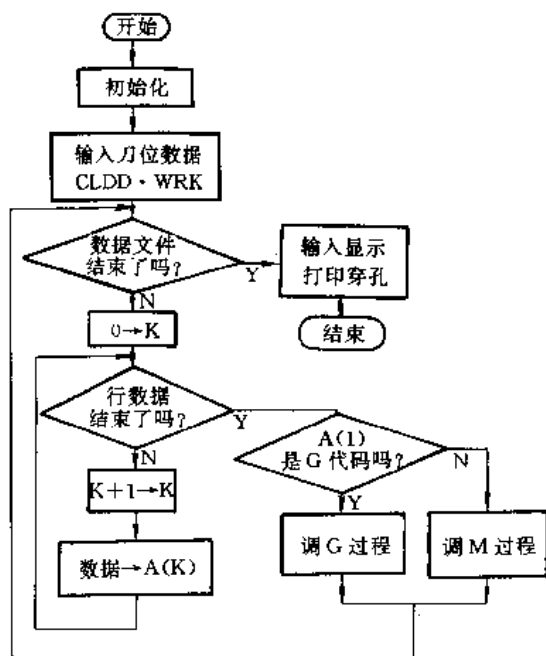 开始
初始化
输入刀位数据
CLDD·WRK
数据文件
结束了吗?
Y
输入显示
打印穿孔
N
结束
0→K
行数据
结束了吗?
Y
A(1)
是G代码吗?
N
N
K+1→K
Y
数据→A(K)
调G过程
调M过程